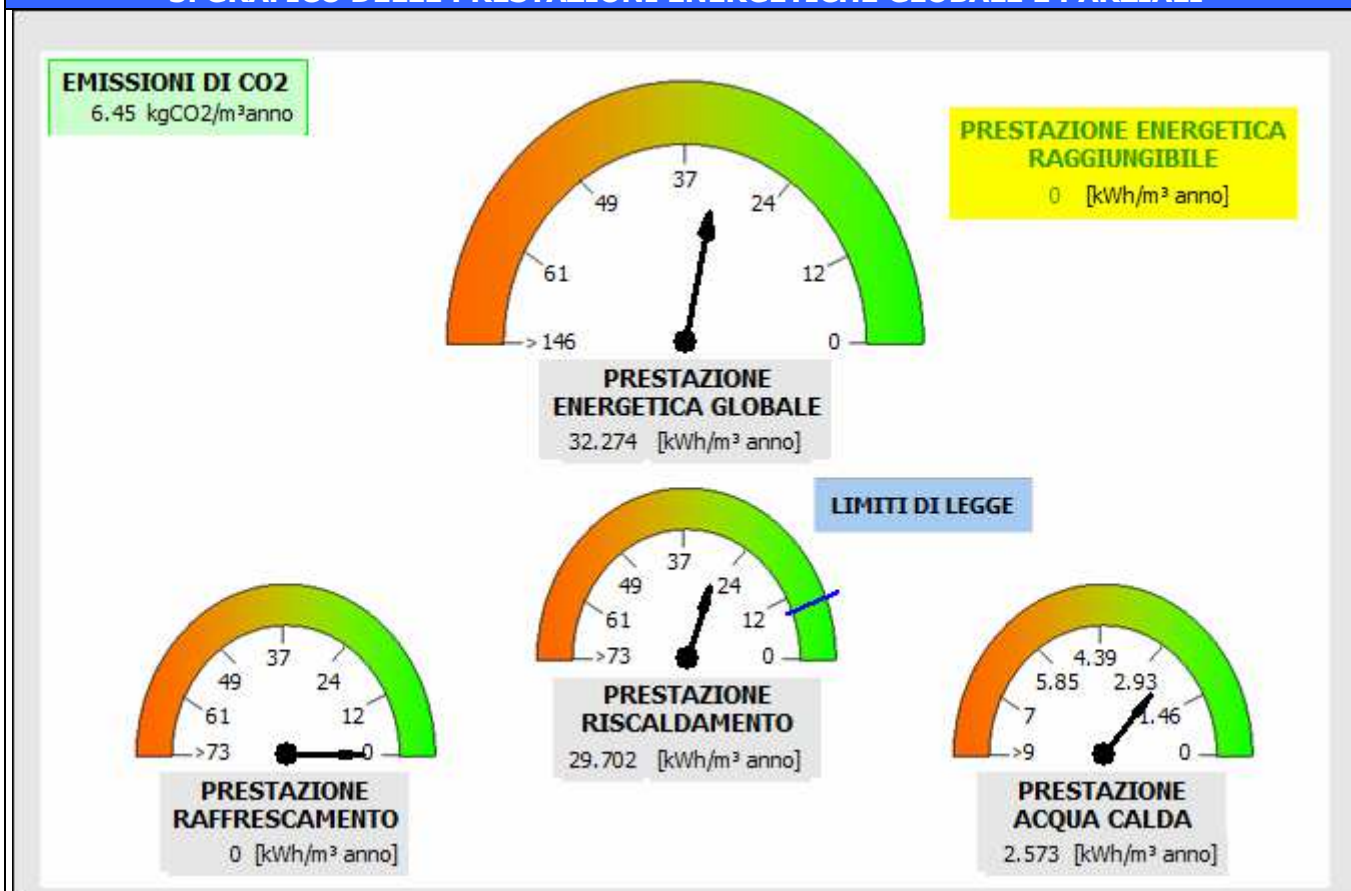 EMISSIONI DI CO2
6.45 kgCO2/m³anno
PRESTAZIONE ENERGETICA
RAGGIUNGIBILE
0 [kWh/m³ anno]
37
49
24
61
12
> 146
0
PRESTAZIONE
ENERGETICA GLOBALE
32.274 [kWh/m³ anno]
LIMITI DI LEGGE
37
49
24
61
12
>73
0
PRESTAZIONE
RISCALDAMENTO
29.702 [kWh/m³ anno]
37
49
24
61
12
>73
0
PRESTAZIONE
RAFFRESCAMENTO
0 [kWh/m³ anno]
4.39
5.85
2.93
7
1.46
>9
0
PRESTAZIONE
ACQUA CALDA
2.573 [kWh/m³ anno]